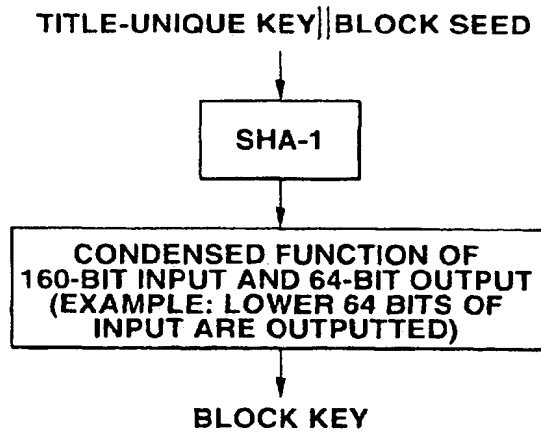 TITLE-UNIQUE KEY||BLOCK SEED
SHA-1
CONDENSED FUNCTION OF
160-BIT INPUT AND 64-BIT OUTPUT
(EXAMPLE: LOWER 64 BITS OF
INPUT ARE OUTPUTTED)
BLOCK KEY